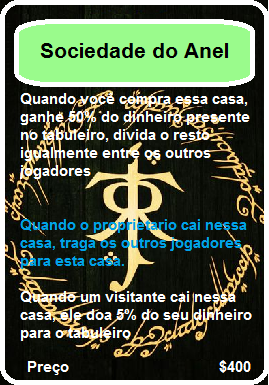 Sociedade do Anel
Quando você compra essa casa,
ganhe 50% do dinheiro presente
no tabuleiro, divida o resto
igualmente entre os outros
jogadores
Quando o proprietario cai nessa
casa, traga os outros jogadores
para esta casa.
Quando um visitante cai nessa
casa, ele doa 5% do seu dinheiro
para o tabuleiro
Preço $400